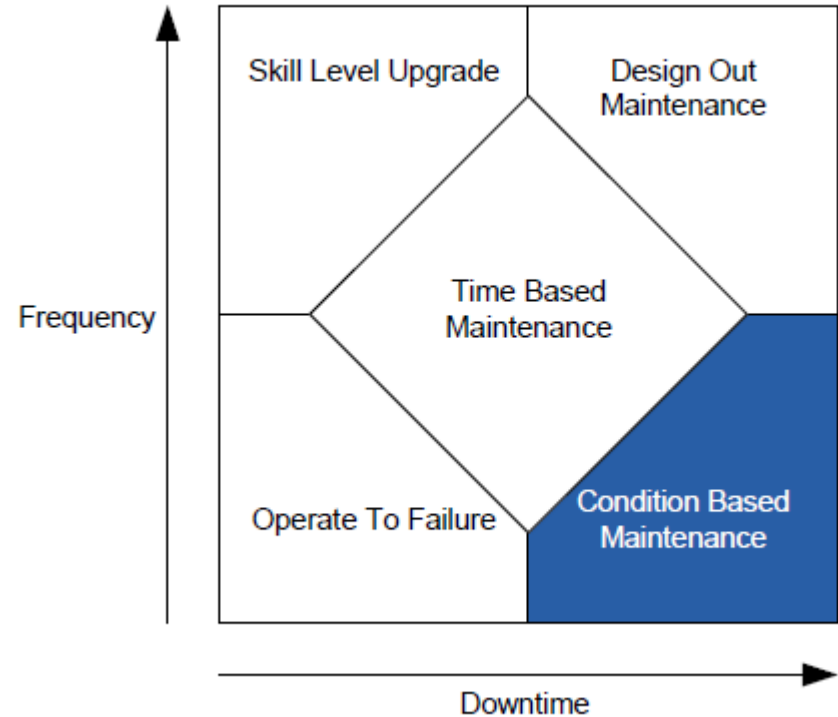 Skill Level Upgrade
Design Out
Maintenance
Time Based
Maintenance
Frequency
Operate To Failure
Condition Based
Maintenance
Downtime